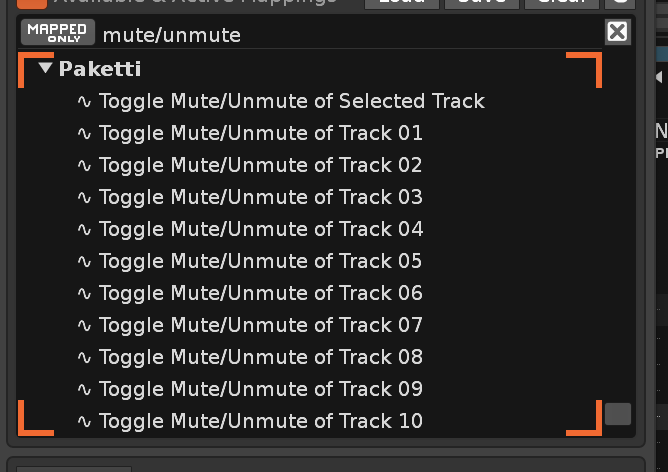 Available & Active Mappings Load Save Clear
MAPPED ONLY mute/unmute
Paketti
Toggle Mute/Unmute of Selected Track
Toggle Mute/Unmute of Track 01
Toggle Mute/Unmute of Track 02
Toggle Mute/Unmute of Track 03
Toggle Mute/Unmute of Track 04
Toggle Mute/Unmute of Track 05
Toggle Mute/Unmute of Track 06
Toggle Mute/Unmute of Track 07
Toggle Mute/Unmute of Track 08
Toggle Mute/Unmute of Track 09
Toggle Mute/Unmute of Track 10